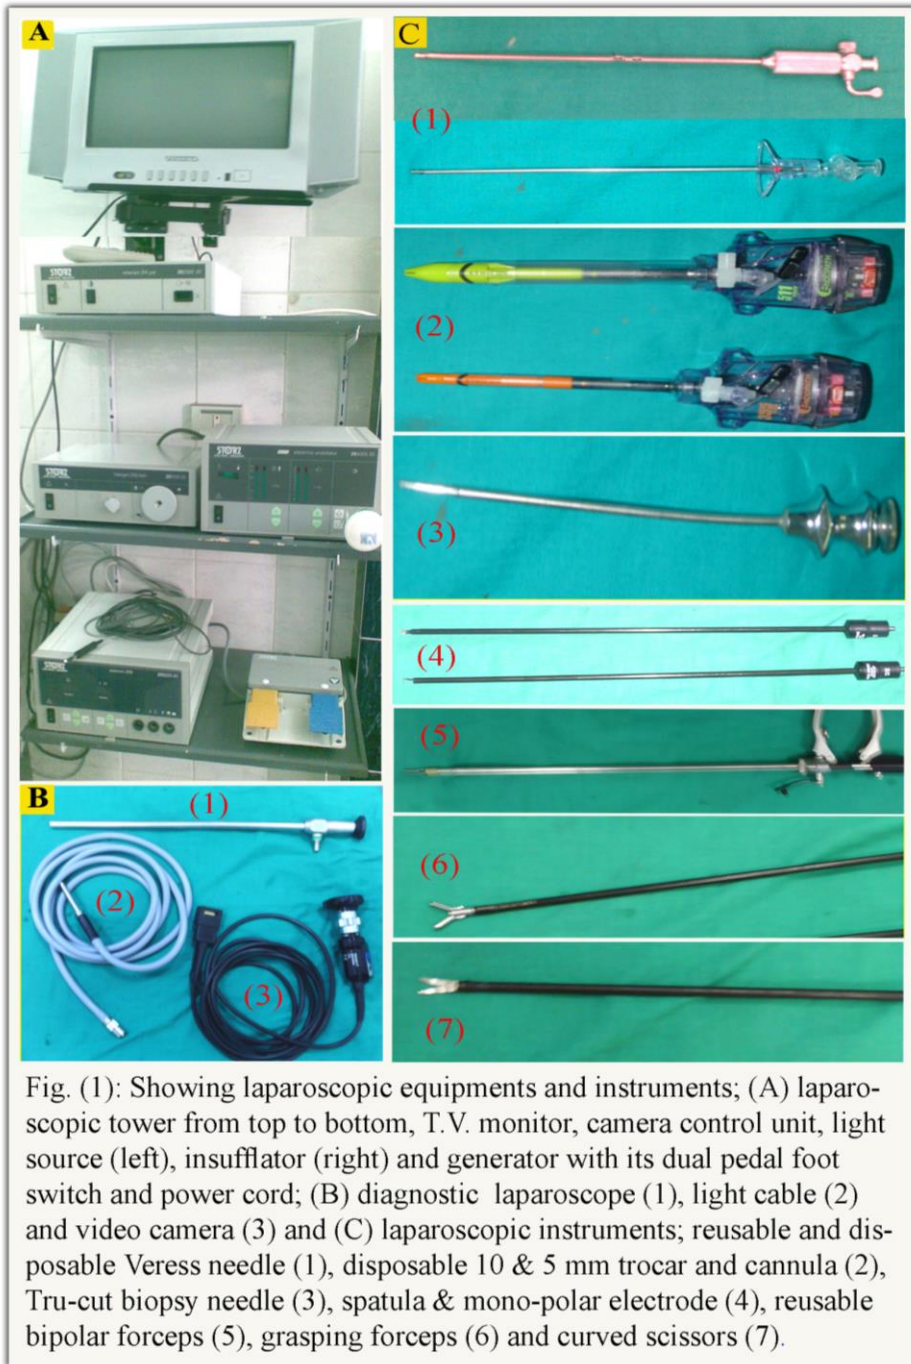 A
C
(1)
STORZ
(2)
STORZ
STORZ
(3)
(4)
STORZ
(5)
B
(1)
(2)
(6)
(3)
(7)
Fig. (1): Showing laparoscopic equipments and instruments; (A) laparo-
scopic tower from top to bottom, T.V. monitor, camera control unit, light
source (left), insufflator (right) and generator with its dual pedal foot
switch and power cord; (B) diagnostic laparoscope (1), light cable (2)
and video camera (3) and (C) laparoscopic instruments; reusable and dis-
posable Veress needle (1), disposable 10 & 5 mm trocar and cannula (2),
Tru-cut biopsy needle (3), spatula & mono-polar electrode (4), reusable
bipolar forceps (5), grasping forceps (6) and curved scissors (7).